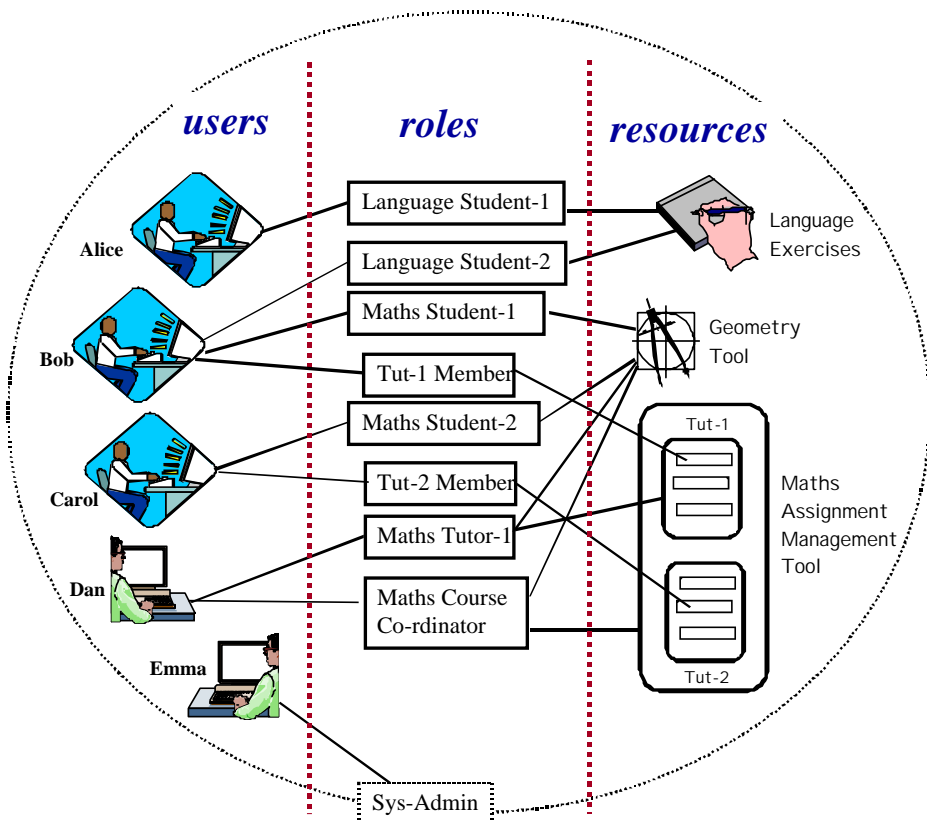 users
roles
resources
Alice
Language Student-1
Language
Exercises
Language Student-2
Bob
Maths Student-1
Geometry
Tool
Tut-1 Member
Carol
Maths Student-2
Tut-1
Tut-2 Member
Maths
Assignment
Management
Tool
Maths Tutor-1
Dan
Maths Course
Co-rdinator
Emma
Tut-2
Sys-Admin